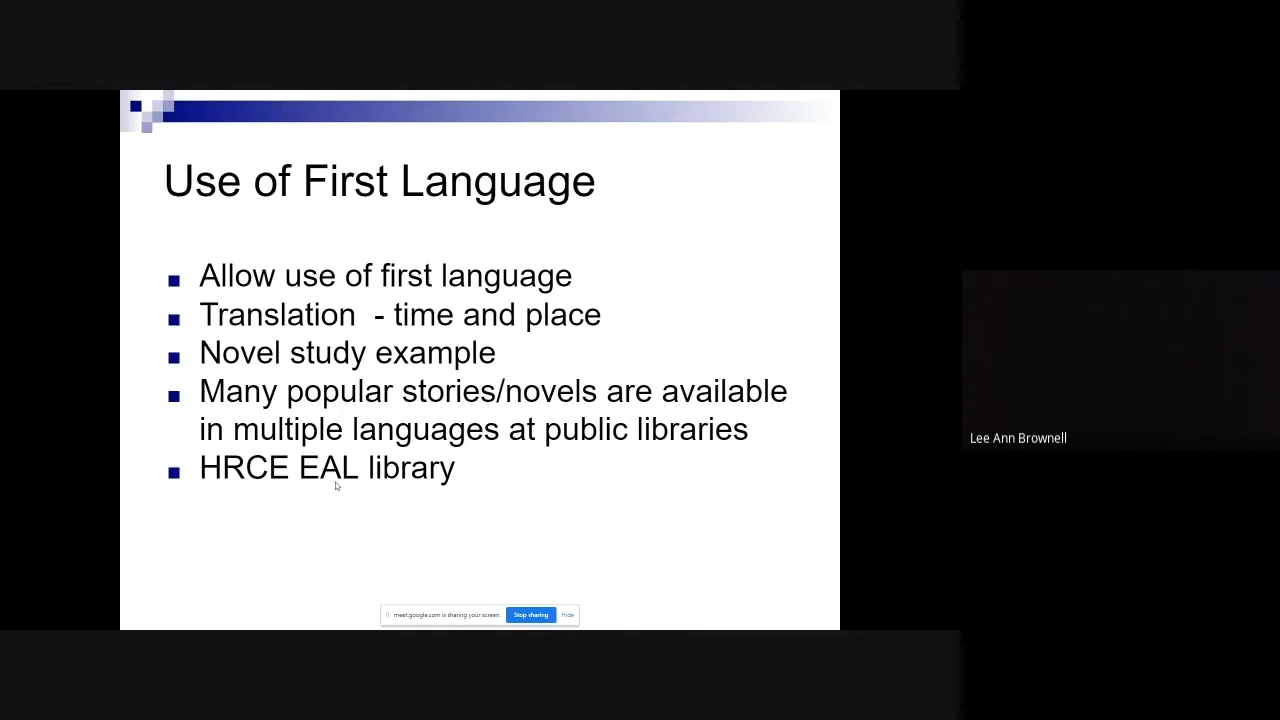 Use of First Language
Allow use of first language
Translation - time and place
Novel study example
Many popular stories/novels are available
in multiple languages at public libraries
HRCE EAL library
meet.google.com is sharing your screen.
Stop sharing
Hide
Lee Ann Brownell